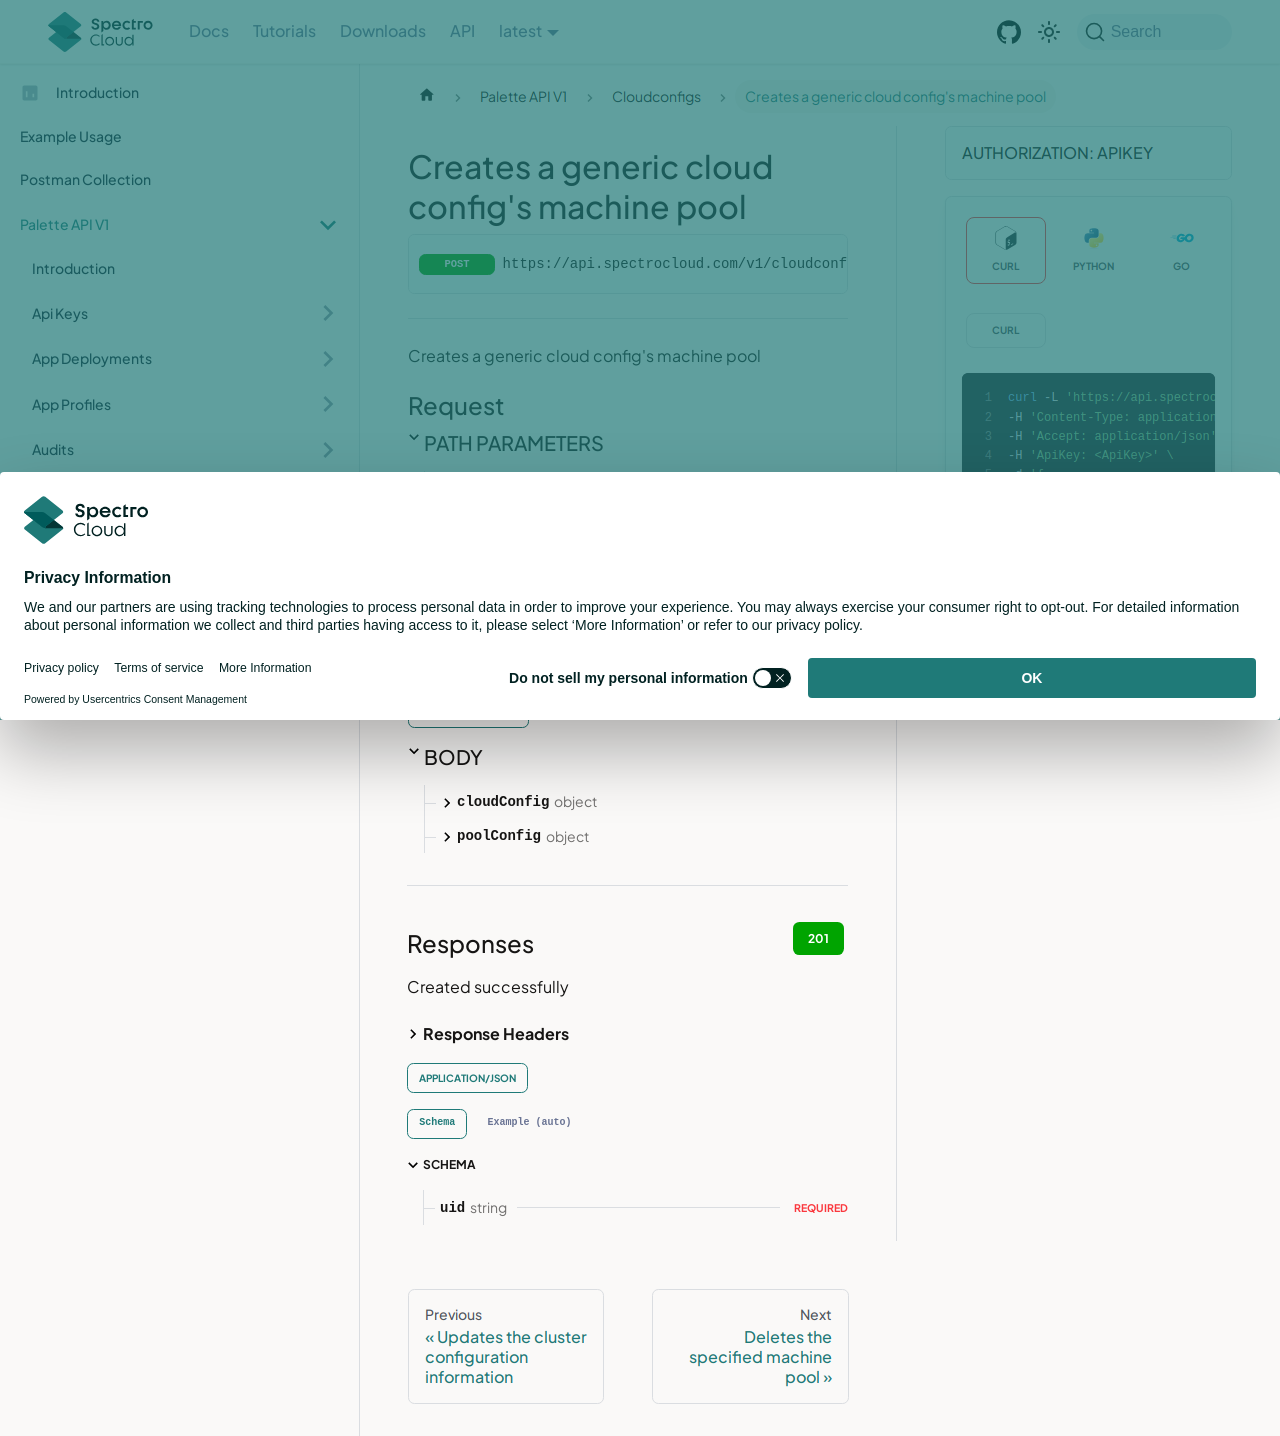 Spectro Cloud
Docs Tutorials Downloads API latest
Search
Introduction
Example Usage
Postman Collection
Palette API V1
Introduction
Api Keys
App Deployments
App Profiles
Audits
Palette API V1 Cloudconfigs Creates a generic cloud config's machine pool
Creates a generic cloud
config's machine pool
POST https://api.spectrocloud.com/v1/cloudconf
Creates a generic cloud config's machine pool
Request
PATH PARAMETERS
AUTHORIZATION: APIKEY
CURL PYTHON GO
CURL
1 curl -L 'https://api.spectroc
2 -H 'Content-Type: application
3 -H 'Accept: application/json'
4 -H 'ApiKey: <ApiKey>' \
Spectro
Cloud
Privacy Information
We and our partners are using tracking technologies to process personal data in order to improve your experience. You may always exercise your consumer right to opt-out. For detailed information
about personal information we collect and third parties having access to it, please select ‘More Information’ or refer to our privacy policy.
Privacy policy Terms of service More Information
Powered by Usercentrics Consent Management
Do not sell my personal information
OK
BODY
cloudConfig object
poolConfig object
Responses
201
Created successfully
Response Headers
APPLICATION/JSON
Schema Example (auto)
SCHEMA
uid string REQUIRED
Previous
« Updates the cluster
configuration
information
Next
Deletes the
specified machine
pool »